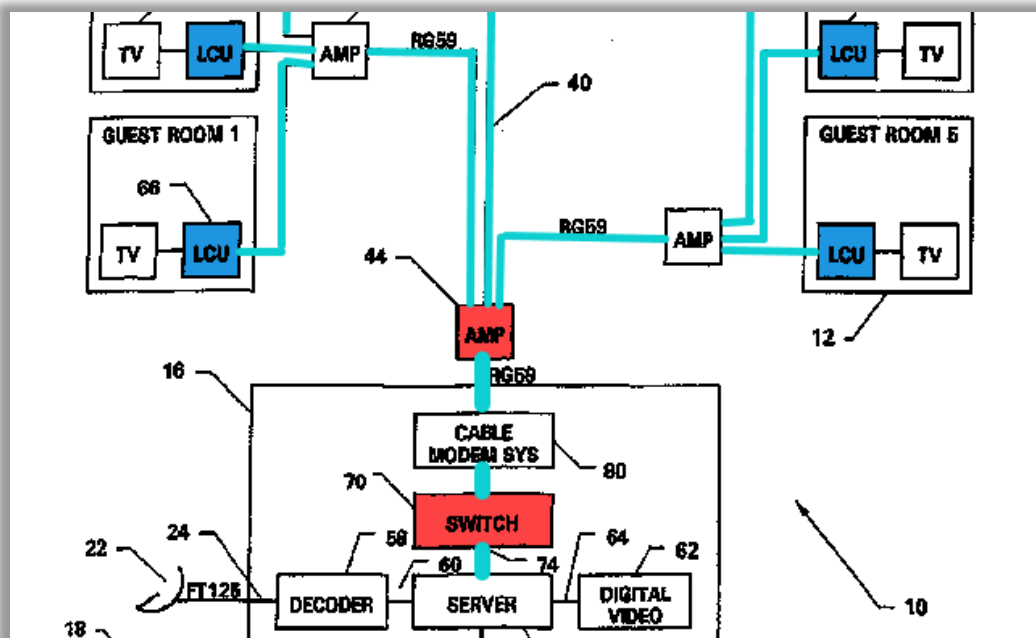 TV
LCU
AMP
RG59
LCU
TV
40
GUEST ROOM 1
GUEST ROOM 5
66
TV
LCU
RG59
AMP
LCU
TV
44
AMP
12
16
RG59
CABLE
MODEM SYS
80
70
SWITCH
22
24
58
60
74
64
62
FT125
DECODER
SERVER
DIGITAL
VIDEO
10
18